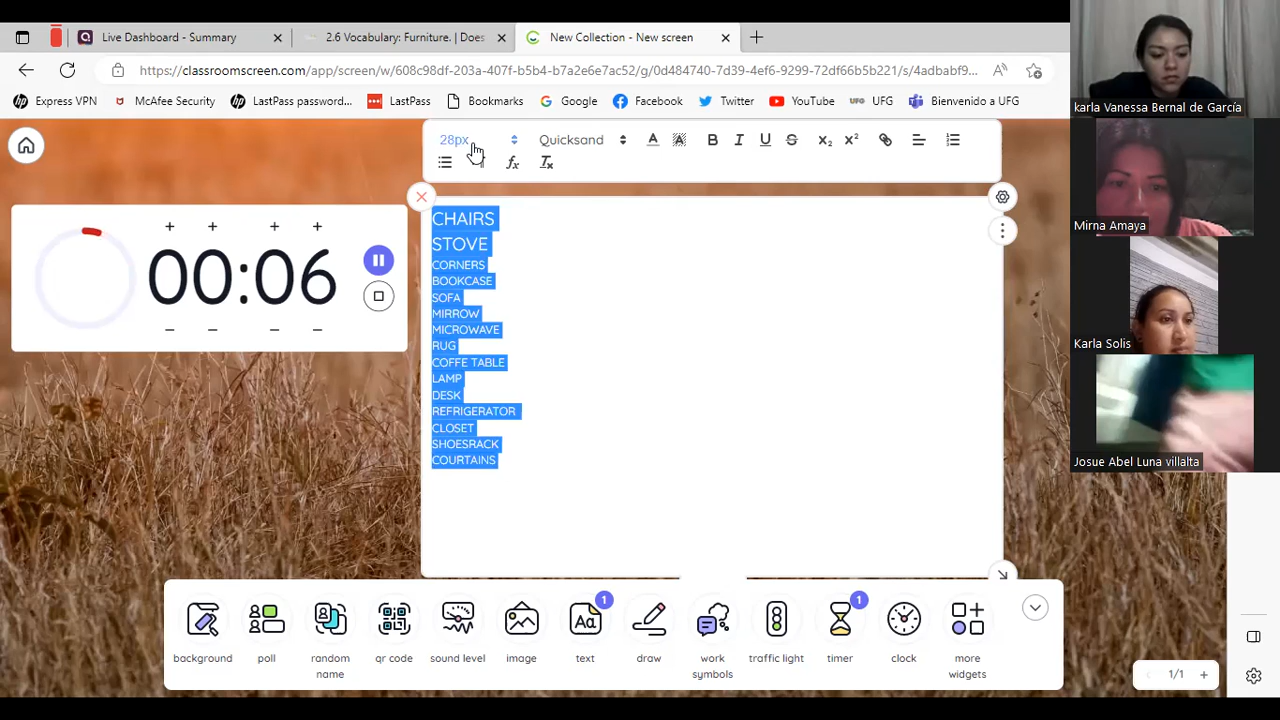 Live Dashboard - Summary
2.6 Vocabulary: Furniture. | Does
New Collection - New screen
https://classroomscreen.com/app/screen/w/608c98df-20aa-407f-b5b4-b7a2e6e7ac52/g/0d484740-7d39-4ef6-9299-72df66b5b221/s/4adbabf9...
Express VPN
McAfee Security
LastPass password...
LastPass
Bookmarks
Google
Facebook
Twitter
YouTube
UFG
Bienvenido a UFG
28px
Quicksand
00:06
CHAIRS
STOVE
CORNERS
BOOKCASE
SOFA
MIRROW
MICROWAVE
RUG
COFFE TABLE
LAMP
DESK
REFRIGERATOR
CLOSET
SHOESRACK
COURTAINS
background
poll
random name
qr code
sound level
image
text
1
draw
work symbols
traffic light
timer
1
clock
more widgets
1/1
karla Vanessa Bernal de García
Mirna Amaya
Karla Solis
Josue Abel Luna villalta